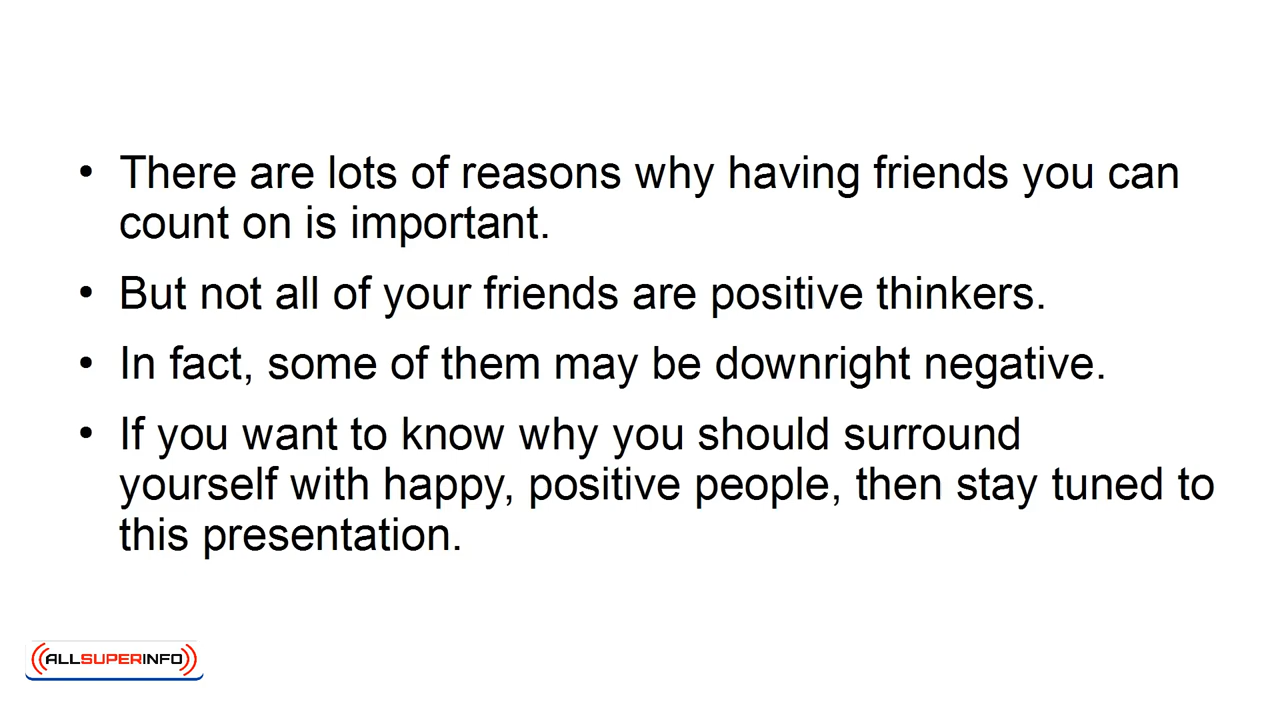 • There are lots of reasons why having friends you can
count on is important.
• But not all of your friends are positive thinkers.
• In fact, some of them may be downright negative.
• If you want to know why you should surround
yourself with happy, positive people, then stay tuned to
this presentation.
ALLSUPERINFO